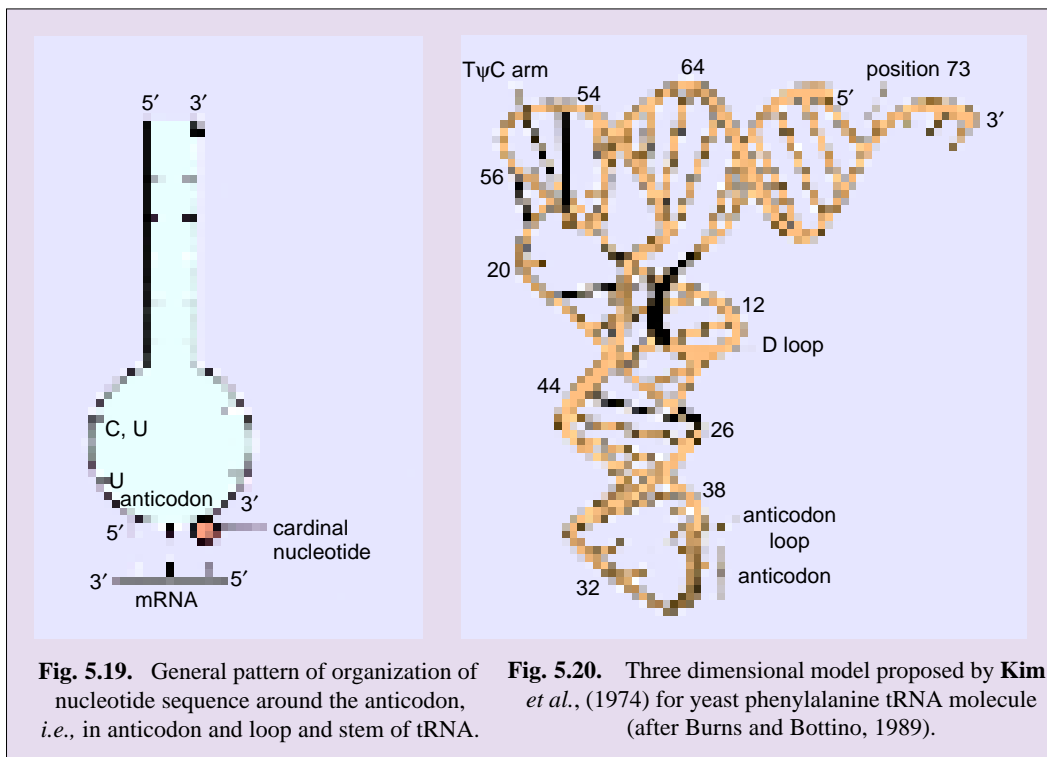 5′ 3′
C, U
U
anticodon
5′ 3′
cardinal
nucleotide
3′ 5′
mRNA
TψC arm
54
64
5′
position 73
3′
56
20
12
D loop
44
26
38
anticodon
loop
32
anticodon
Fig. 5.19. General pattern of organization of
nucleotide sequence around the anticodon,
i.e., in anticodon and loop and stem of tRNA.
Fig. 5.20. Three dimensional model proposed by Kim
et al., (1974) for yeast phenylalanine tRNA molecule
(after Burns and Bottino, 1989).